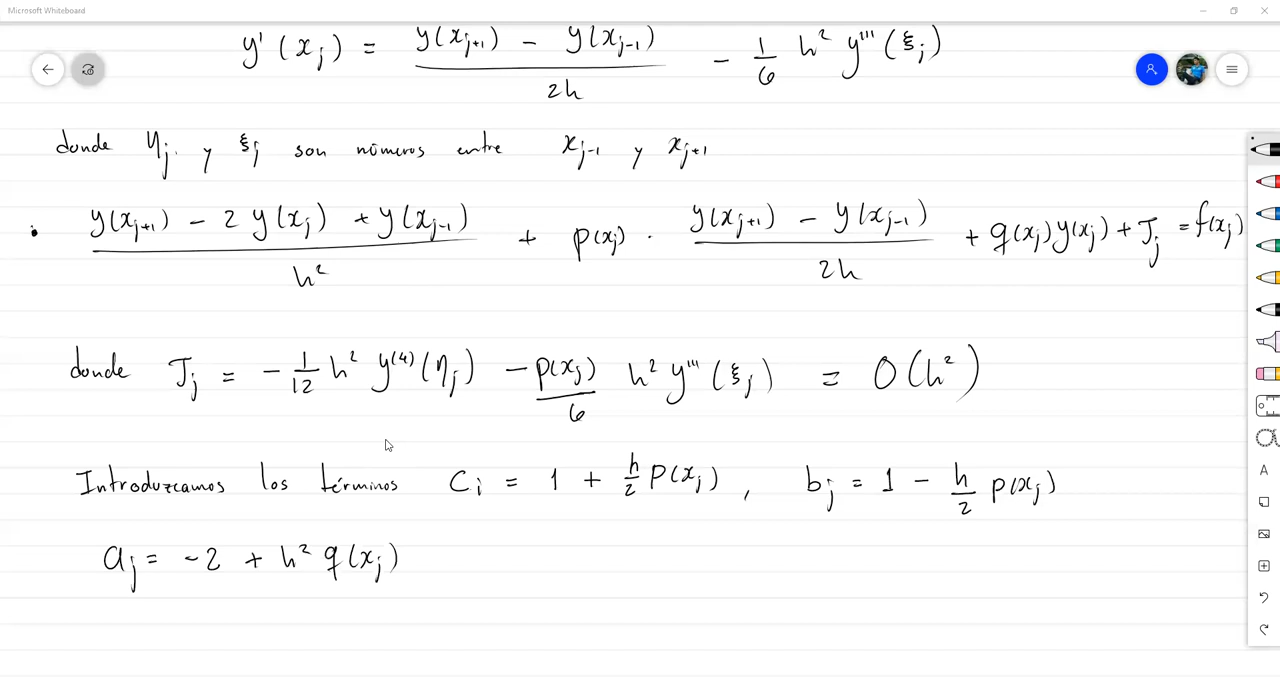 Microsoft Whiteboard
y'(x_j) = (y(x_{j+1}) - y(x_{j-1})) / 2h - 1/6 h² y'''(ξ_j)
donde η_j y ξ_j son números entre x_{j-1} y x_{j+1}
• (y(x_{j+1}) - 2 y(x_j) + y(x_{j-1})) / h² + p(x_j) · (y(x_{j+1}) - y(x_{j-1})) / 2h + q(x_j) y(x_j) + J_j = f(x_j)
donde J_j = - 1/12 h² y^{(4)}(η_j) - p(x_j)/6 h² y'''(ξ_j) = O(h²)
Introduzcamos los términos c_j = 1 + h/2 p(x_j), b_j = 1 - h/2 p(x_j)
a_j = -2 + h² q(x_j)
A